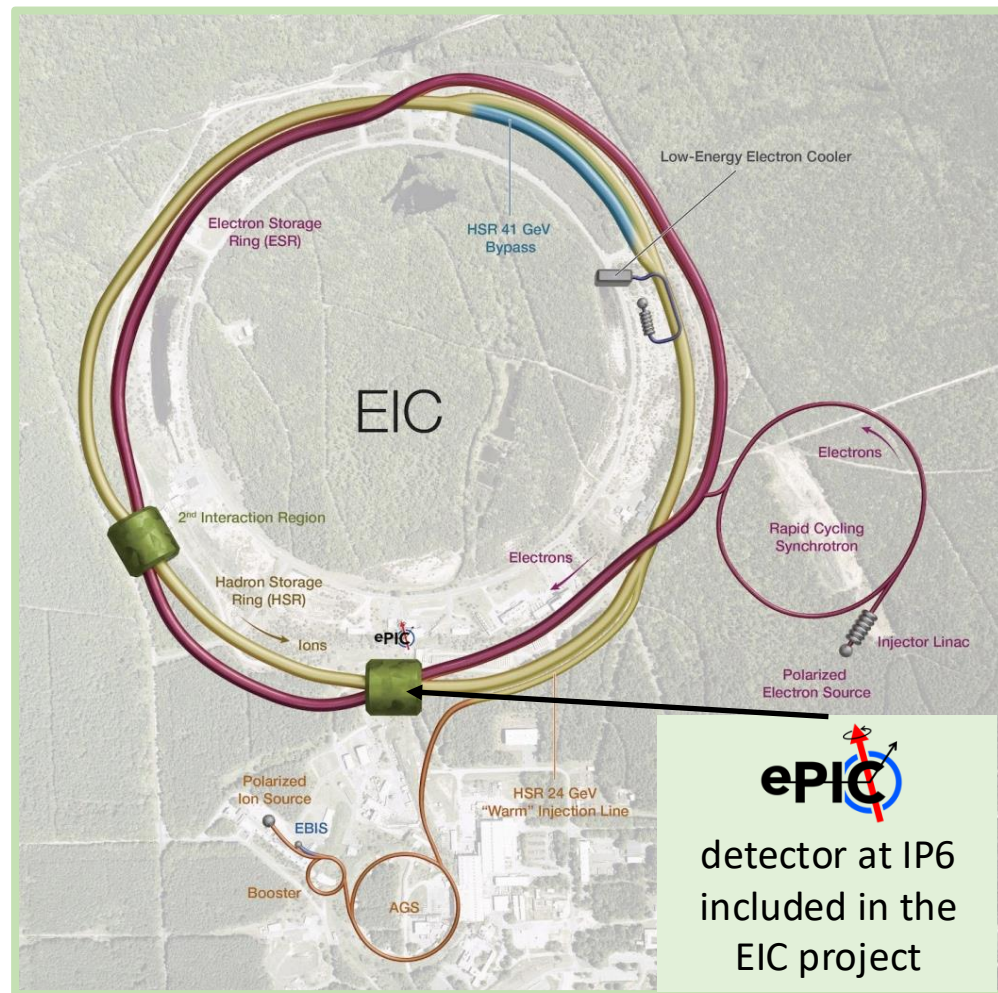 Low-Energy Electron Cooler
Electron Storage
Ring (ESR)
HSR 41 GeV
Bypass
EIC
Electrons
2nd Interaction Region
Rapid Cycling
Synchrotron
Electrons
Hadron Storage
Ring (HSR)
Ions
ePIC
Injector Linac
Polarized
Electron Source
Polarized
Ion Source
HSR 24 GeV
“Warm” Injection Line
EBIS
Booster
AGS
ePIC
detector at IP6
included in the
EIC project